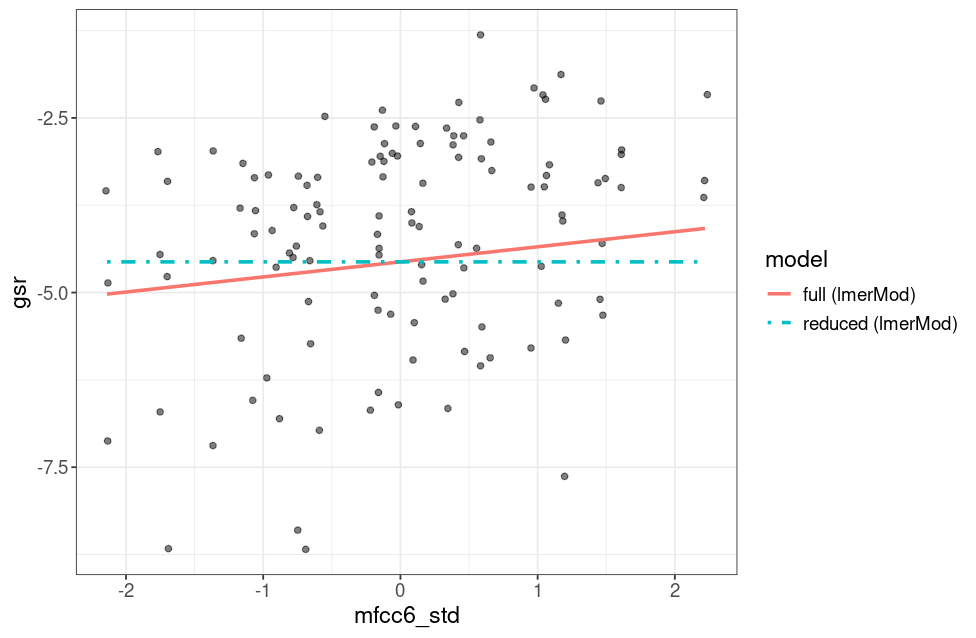 -2.5
-5.0
-7.5
gsr
-2 -1 0 1 2
mfcc6_std
model
full (lmerMod)
reduced (lmerMod)